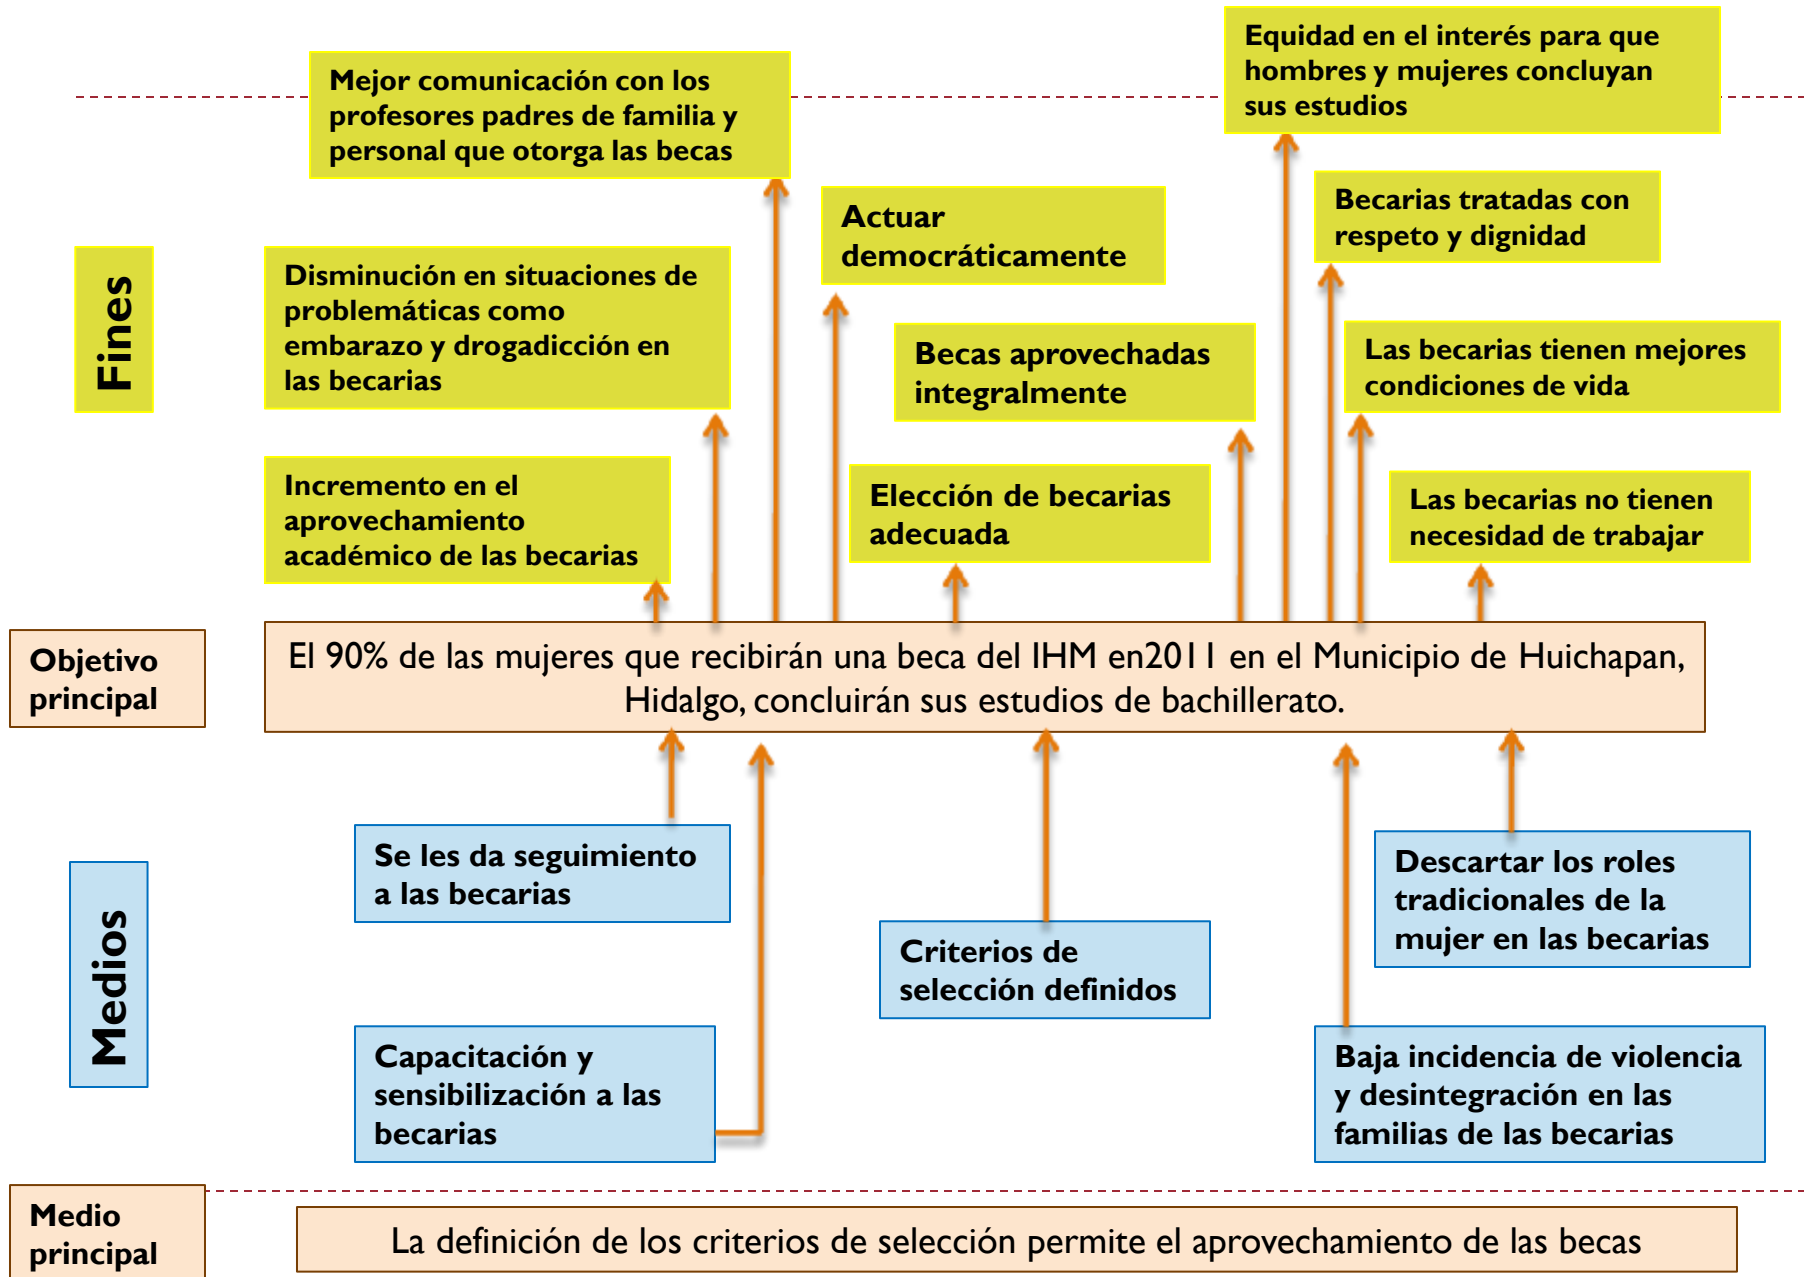 Mejor comunicación con los
profesores padres de familia y
personal que otorga las becas
Equidad en el interés para que
hombres y mujeres concluyan
sus estudios
Actuar
democráticamente
Becarias tratadas con
respeto y dignidad
Fines
Disminución en situaciones de
problemáticas como
embarazo y drogadicción en
las becarias
Becas aprovechadas
integralmente
Las becarias tienen mejores
condiciones de vida
Incremento en el
aprovechamiento
académico de las becarias
Elección de becarias
adecuada
Las becarias no tienen
necesidad de trabajar
Objetivo
principal
El 90% de las mujeres que recibirán una beca del IHM en2011 en el Municipio de Huichapan,
Hidalgo, concluirán sus estudios de bachillerato.
Medios
Se les da seguimiento
a las becarias
Criterios de
selección definidos
Descartar los roles
tradicionales de la
mujer en las becarias
Capacitación y
sensibilización a las
becarias
Baja incidencia de violencia
y desintegración en las
familias de las becarias
Medio
principal
La definición de los criterios de selección permite el aprovechamiento de las becas